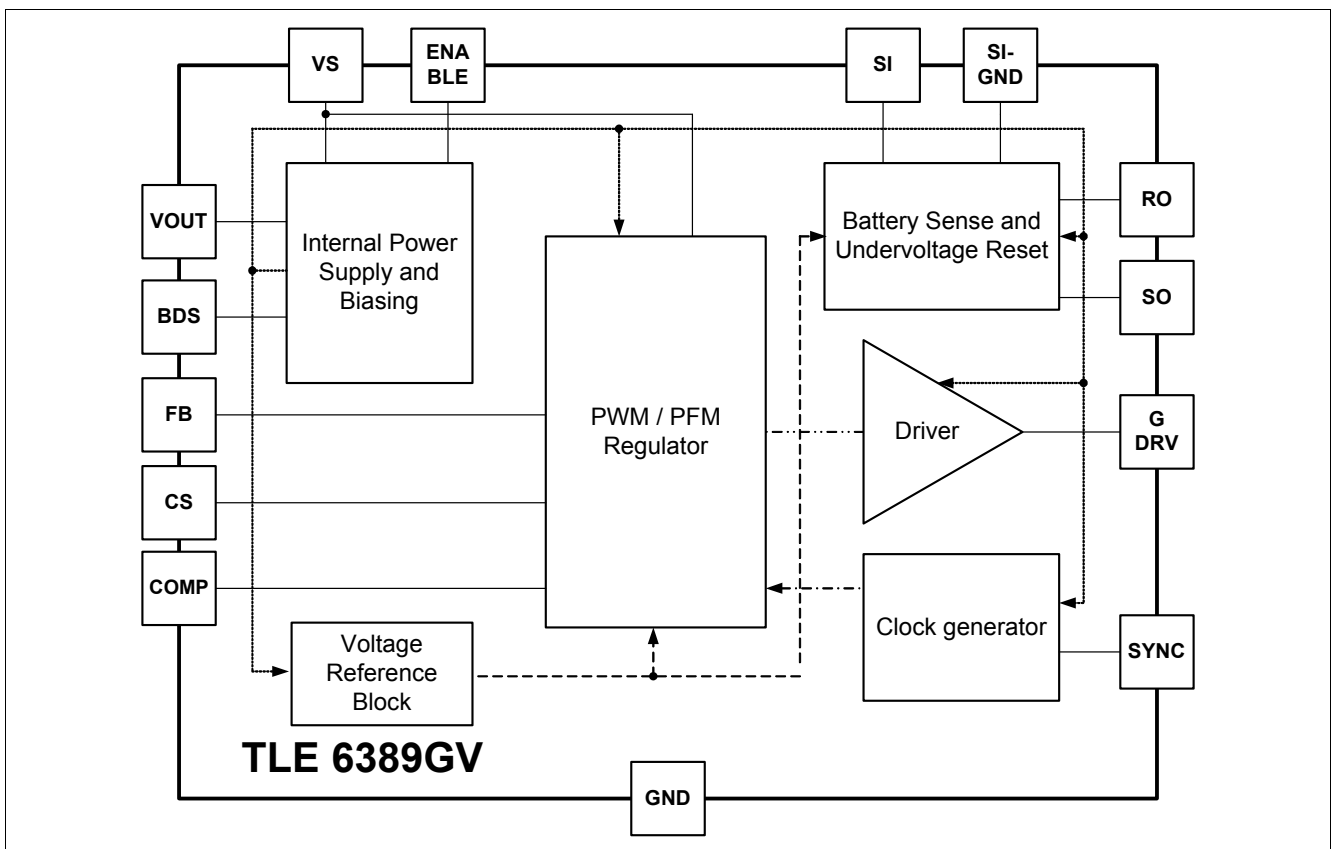 VS
ENA
BLE
SI
SI-
GND
VOUT
BDS
FB
CS
COMP
Internal Power
Supply and
Biasing
PWM / PFM
Regulator
Battery Sense and
Undervoltage Reset
RO
SO
Driver
G
DRV
Clock generator
SYNC
Voltage
Reference
Block
TLE 6389GV
GND